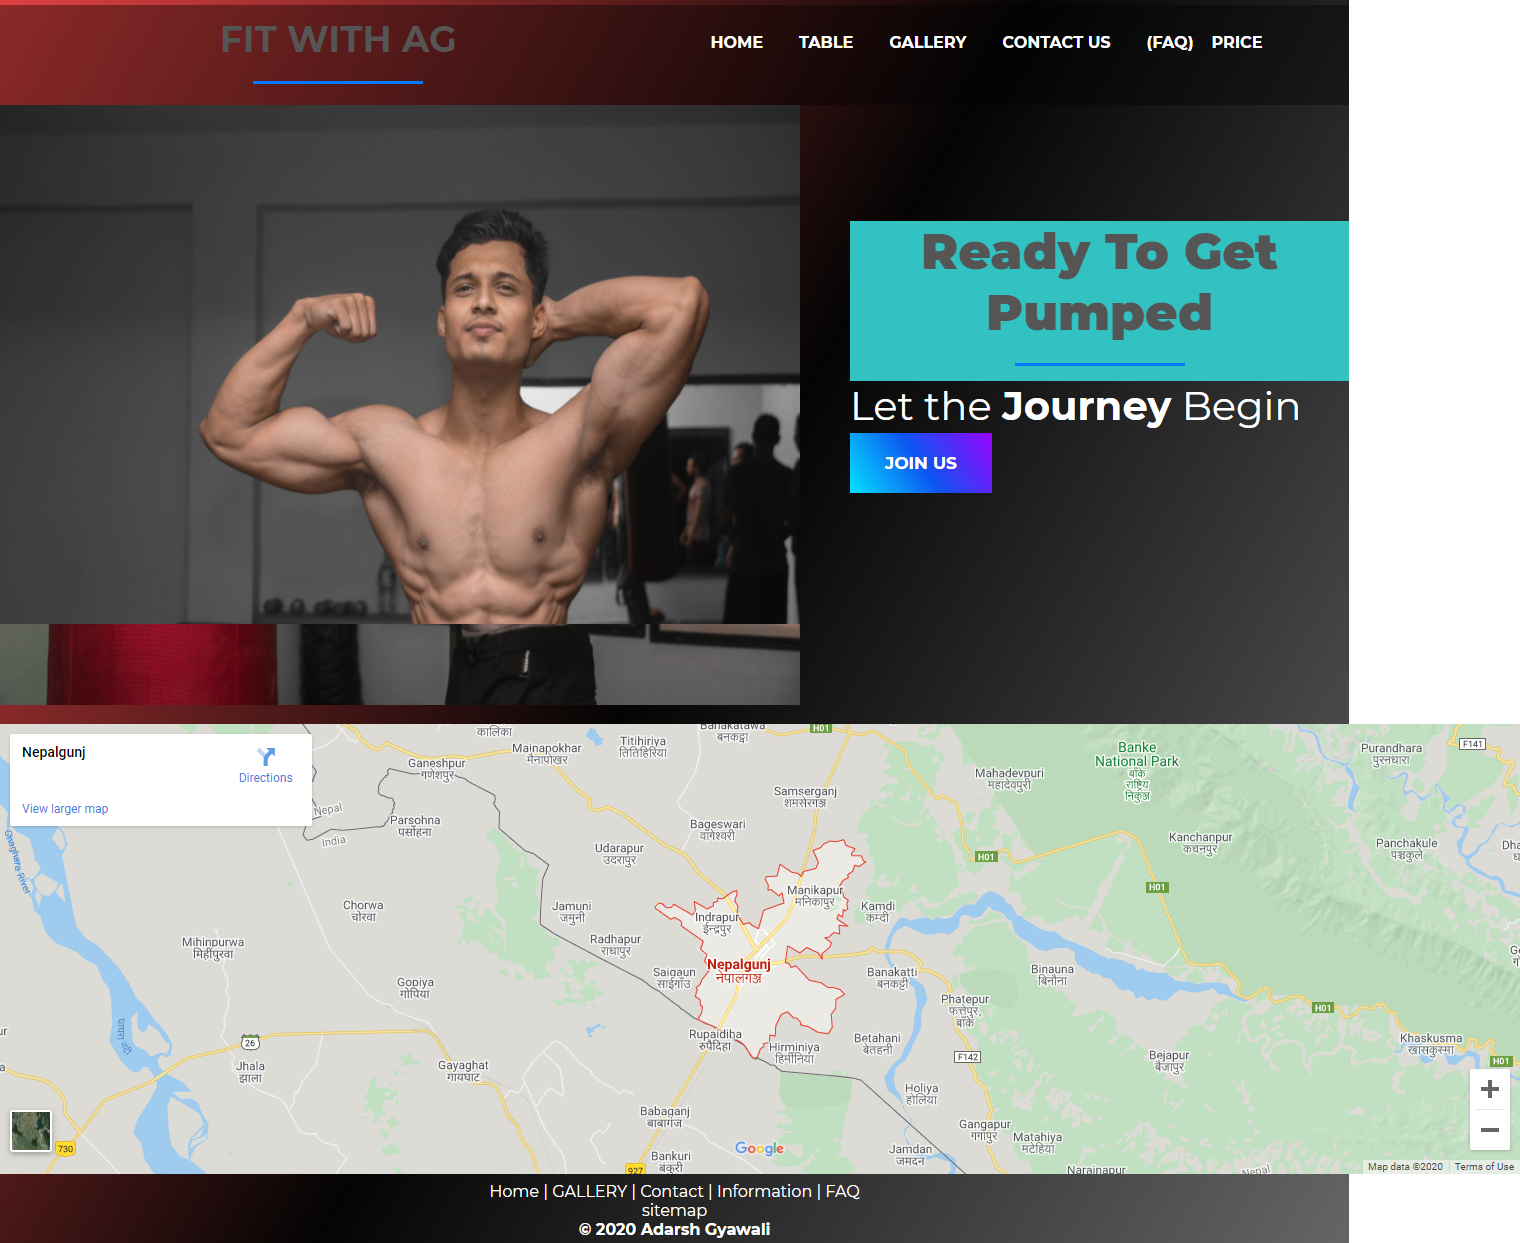 FIT WITH AG
HOME TABLE GALLERY CONTACT US (FAQ) PRICE
Ready To Get
Pumped
Let the Journey Begin
JOIN US
Nepalgunj
Directions
View larger map
कालिका
H01
Mainapokhar
मैनापोखर
Titihiriya
तितिहिरिया
Banakatawa
बनकट्वा
Banke
National Park
बाँके
राष्ट्रिय
निकुञ्ज
Purandhara
पुरनधारा
F141
Ganeshpur
गणेशपुर
Mahadevpuri
महादेवपुरी
Samserganj
शमसेरगञ्ज
Nepal
India
Parsohna
पर्सोहना
Bageswari
वागेश्वरी
Kanchanpur
कचनपुर
Panchakule
पञ्चकुले
Udarapur
उदरापुर
H01
Ghaghara River
H01
Manikapur
मनिकापुर
Chorwa
चोरवा
Jamuni
जमुनी
Kamdi
कम्दी
Indrapur
ईन्द्रपुर
Mihinpurwa
मिहींपुरवा
Radhapur
राधापुर
Nepalgunj
नेपालगञ्ज
Saigaun
साईगाँउ
Banakatti
बनकट्टी
Binauna
बिनौना
Gopiya
गोपिया
Phatepur
फत्तेपुर,
बाँके
H01
Rupaidiha
रुपैदिहा
Betahani
बेतहनी
Khaskusma
खासकुस्मा
26
Hirminiya
हिर्मीनिया
F142
Bejapur
बैजापुर
H01
Jhala
झाला
Gayaghat
गायघाट
Holiya
होलिया
Babaganj
बाबागंज
Gangapur
गंगापुर
Matahiya
मटेहिया
730
Google
Jamdan
जमदन
Bankuri
बंकुरी
927
Narainapur
Nepal
Map data ©2020 Terms of Use
Home | GALLERY | Contact | Information | FAQ
sitemap
© 2020 Adarsh Gyawali